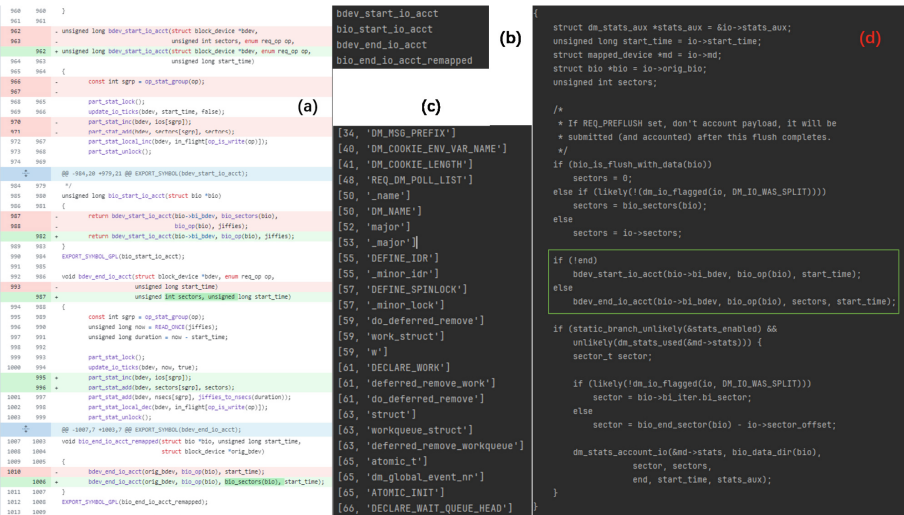 960 960 }
961 961
962 - unsigned long bdev_start_io_acct(struct block_device *bdev,
963 - unsigned int sectors, enum req_op op,
962 + unsigned long bdev_start_io_acct(struct block_device *bdev, enum req_op op,
964 963 unsigned long start_time)
965 964 {
966 - const int sgrp = op_stat_group(op);
967 -
968 965 part_stat_lock();
969 966 update_io_ticks(bdev, start_time, false);
970 - part_stat_inc(bdev, ios[sgrp]);
971 - part_stat_add(bdev, sectors[sgrp], sectors);
972 967 part_stat_local_inc(bdev, in_flight[op_is_write(op)]);
973 968 part_stat_unlock();
974 969
@@ -984,20 +979,21 @@ EXPORT_SYMBOL(bdev_start_io_acct);
984 979 */
985 980 unsigned long bio_start_io_acct(struct bio *bio)
986 981 {
987 - return bdev_start_io_acct(bio->bi_bdev, bio_sectors(bio),
988 - bio_op(bio), jiffies);
982 + return bdev_start_io_acct(bio->bi_bdev, bio_op(bio), jiffies);
989 983 }
990 984 EXPORT_SYMBOL_GPL(bio_start_io_acct);
991 985
992 986 void bdev_end_io_acct(struct block_device *bdev, enum req_op op,
993 - unsigned long start_time)
987 + unsigned int sectors, unsigned long start_time)
994 988 {
995 989 const int sgrp = op_stat_group(op);
996 990 unsigned long now = READ_ONCE(jiffies);
997 991 unsigned long duration = now - start_time;
998 992
999 993 part_stat_lock();
1000 994 update_io_ticks(bdev, now, true);
995 + part_stat_inc(bdev, ios[sgrp]);
996 + part_stat_add(bdev, sectors[sgrp], sectors);
1001 997 part_stat_add(bdev, nsecs[sgrp], jiffies_to_nsecs(duration));
1002 998 part_stat_local_dec(bdev, in_flight[op_is_write(op)]);
1003 999 part_stat_unlock();
@@ -1007,7 +1003,7 @@ EXPORT_SYMBOL(bdev_end_io_acct);
1007 1003 void bio_end_io_acct_remapped(struct bio *bio, unsigned long start_time,
1008 1004 struct block_device *orig_bdev)
1009 1005 {
1010 - bdev_end_io_acct(orig_bdev, bio_op(bio), start_time);
1006 + bdev_end_io_acct(orig_bdev, bio_op(bio), bio_sectors(bio), start_time);
1011 1007 }
1012 1008 EXPORT_SYMBOL_GPL(bio_end_io_acct_remapped);
1013 1009
(a)
bdev_start_io_acct
bio_start_io_acct
bdev_end_io_acct
bio_end_io_acct_remapped
(b)
(c)
[34, 'DM_MSG_PREFIX']
[40, 'DM_COOKIE_ENV_VAR_NAME']
[41, 'DM_COOKIE_LENGTH']
[48, 'REQ_DM_POLL_LIST']
[50, '_name']
[50, 'DM_NAME']
[52, 'major']
[53, '_major']
[55, 'DEFINE_IDR']
[55, '_minor_idr']
[57, 'DEFINE_SPINLOCK']
[57, '_minor_lock']
[59, 'do_deferred_remove']
[59, 'work_struct']
[59, 'w']
[61, 'DECLARE_WORK']
[61, 'deferred_remove_work']
[61, 'do_deferred_remove']
[63, 'struct']
[63, 'workqueue_struct']
[63, 'deferred_remove_workqueue']
[65, 'atomic_t']
[65, 'dm_global_event_nr']
[65, 'ATOMIC_INIT']
[66, 'DECLARE_WAIT_QUEUE_HEAD']
(d)
{
struct dm_stats_aux *stats_aux = &io->stats_aux;
unsigned long start_time = io->start_time;
struct mapped_device *md = io->md;
struct bio *bio = io->orig_bio;
unsigned int sectors;
/*
* If REQ_PREFLUSH set, don't account payload, it will be
* submitted (and accounted) after this flush completes.
*/
if (bio_is_flush_with_data(bio))
sectors = 0;
else if (likely(!(dm_io_flagged(io, DM_IO_WAS_SPLIT))))
sectors = bio_sectors(bio);
else
sectors = io->sectors;
if (!end)
bdev_start_io_acct(bio->bi_bdev, bio_op(bio), start_time);
else
bdev_end_io_acct(bio->bi_bdev, bio_op(bio), sectors, start_time);
if (static_branch_unlikely(&stats_enabled) &&
unlikely(dm_stats_used(&md->stats))) {
sector_t sector;
if (likely(!dm_io_flagged(io, DM_IO_WAS_SPLIT)))
sector = bio->bi_iter.bi_sector;
else
sector = bio_end_sector(bio) - io->sector_offset;
dm_stats_account_io(&md->stats, bio_data_dir(bio),
sector, sectors,
end, start_time, stats_aux);
}
}